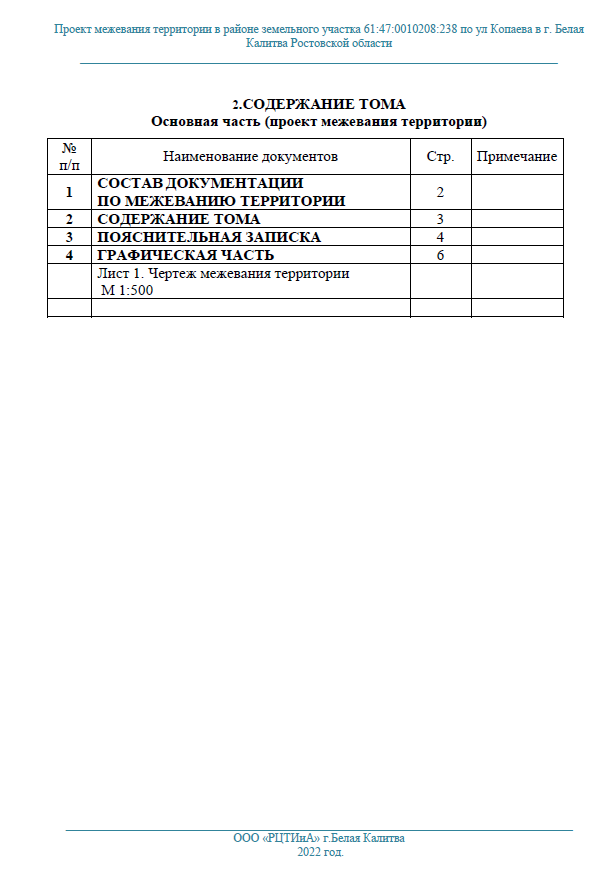 Проект межевания территории в районе земельного участка 61:47:0010208:238 по ул Копаева в г. Белая
Калитва Ростовской области
2.СОДЕРЖАНИЕ ТОМА
Основная часть (проект межевания территории)
№
п/п
Наименование документов
Стр.
Примечание
1
СОСТАВ ДОКУМЕНТАЦИИ
ПО МЕЖЕВАНИЮ ТЕРРИТОРИИ
2
2
СОДЕРЖАНИЕ ТОМА
3
3
ПОЯСНИТЕЛЬНАЯ ЗАПИСКА
4
4
ГРАФИЧЕСКАЯ ЧАСТЬ
6
Лист 1. Чертеж межевания территории
М 1:500
ООО «РЦТИиА» г.Белая Калитва
2022 год.